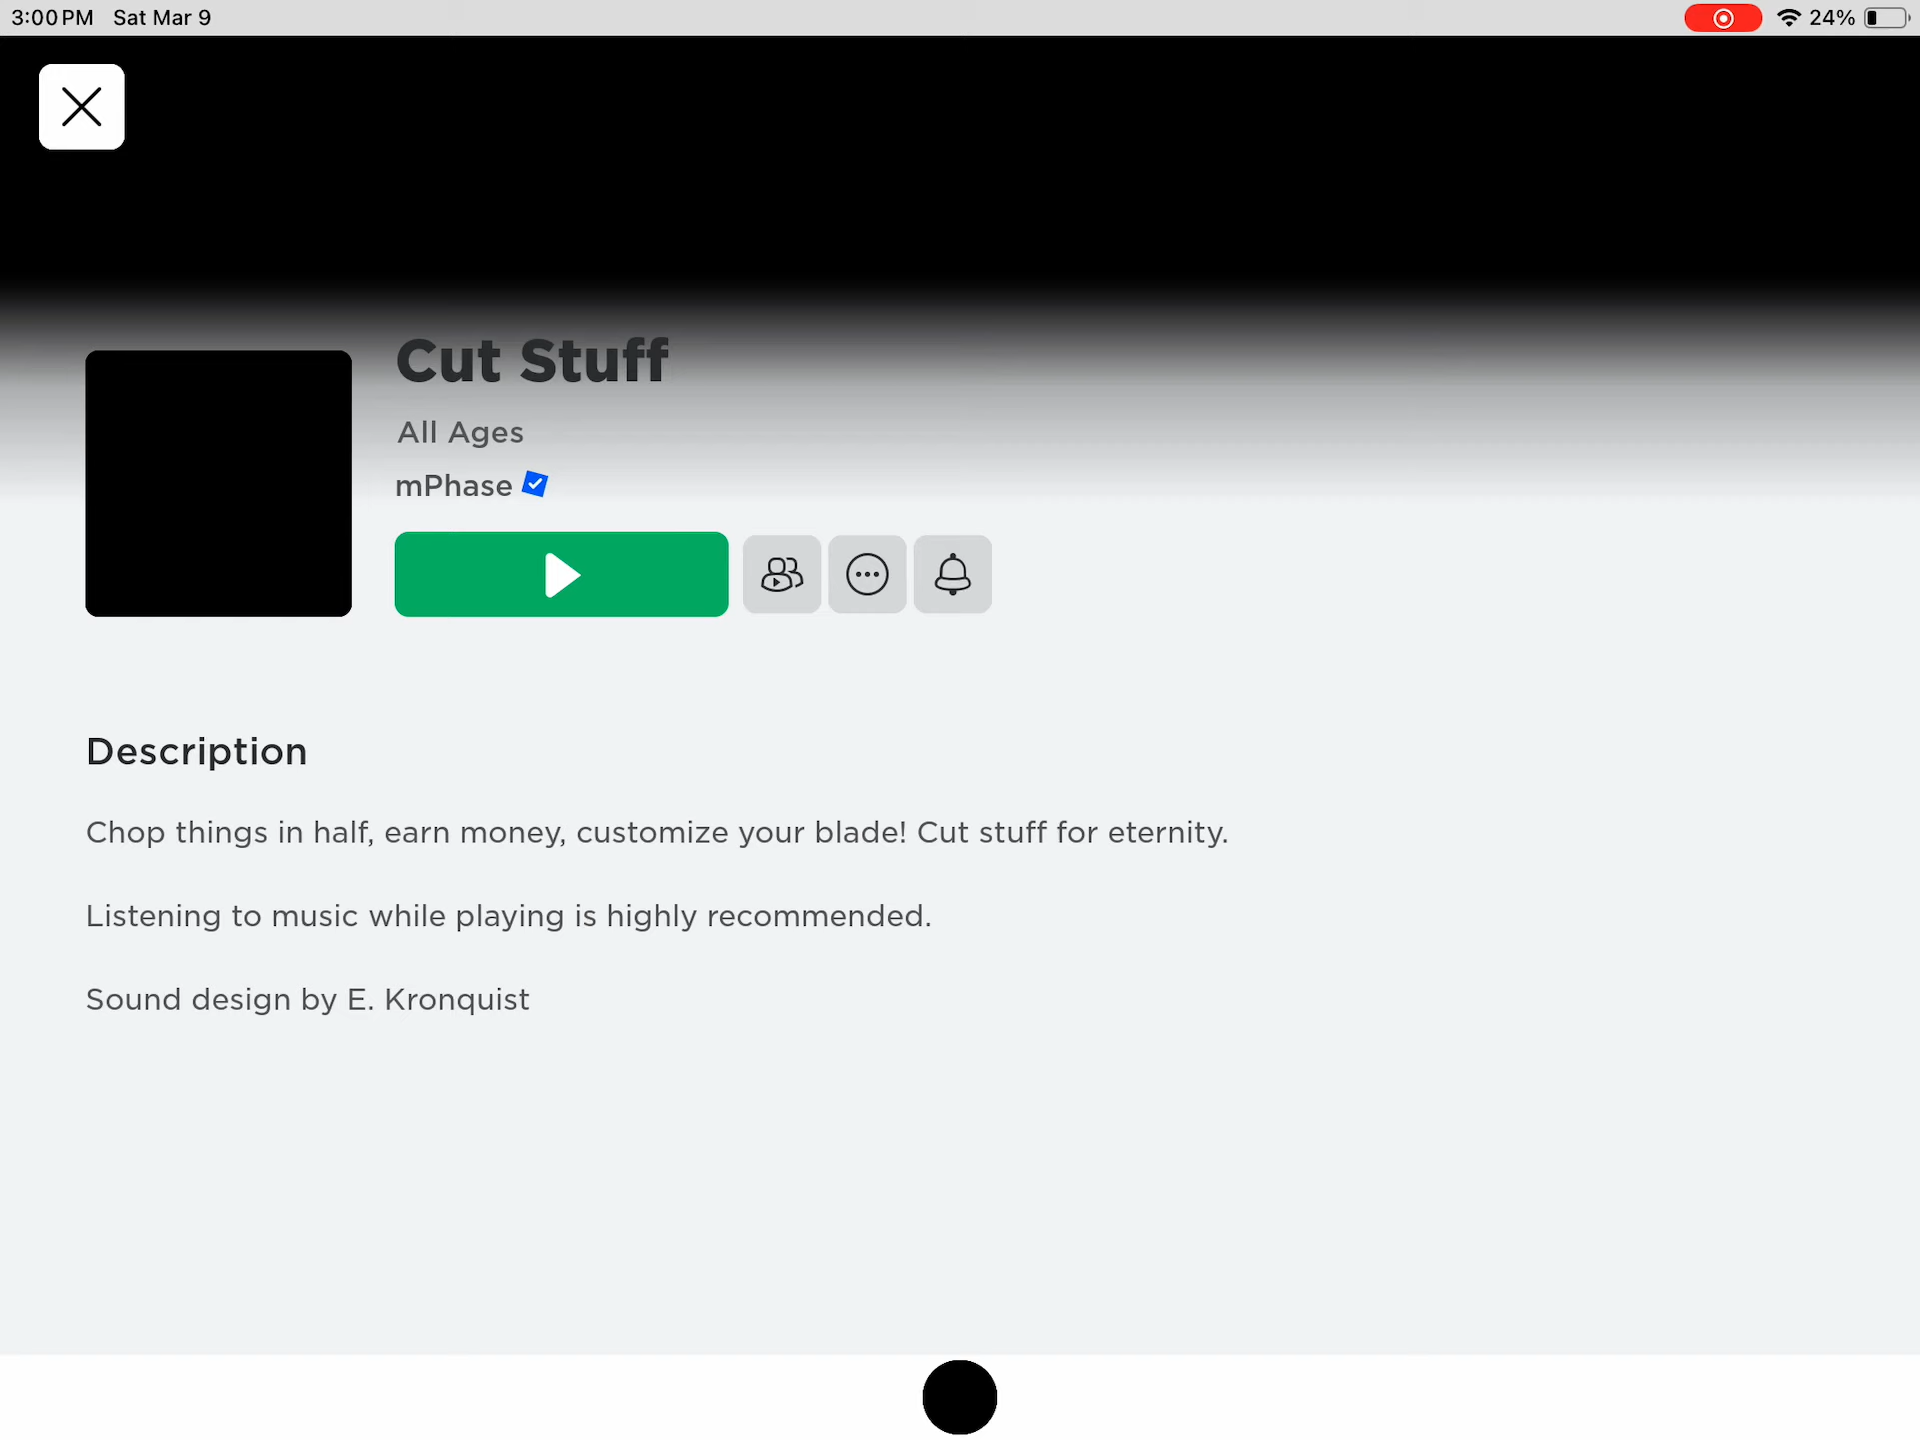 3:00 PM Sat Mar 9 24%
Cut Stuff
All Ages
mPhase
Description
Chop things in half, earn money, customize your blade! Cut stuff for eternity.
Listening to music while playing is highly recommended.
Sound design by E. Kronquist